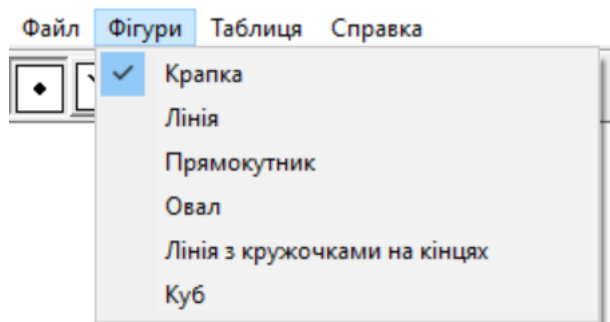 Файл Фігури Таблиця Справка
Крапка
Лінія
Прямокутник
Овал
Лінія з кружочками на кінцях
Куб